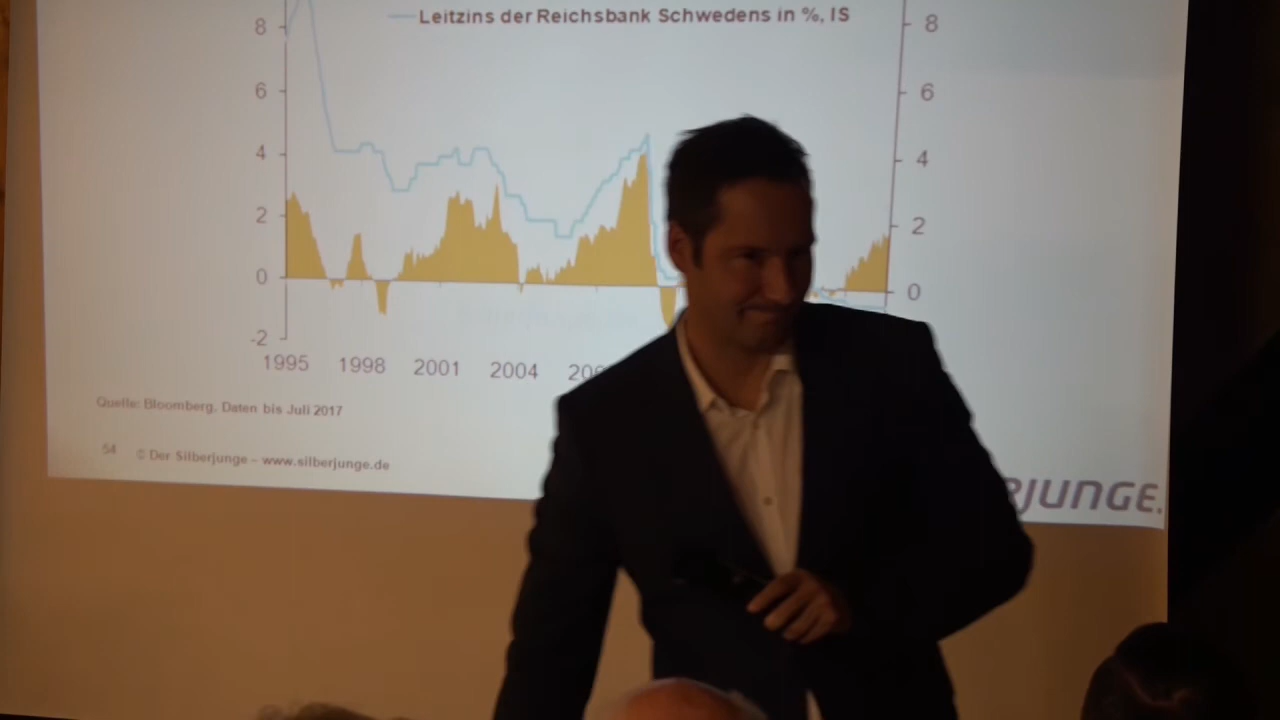 Leitzins der Reichsbank Schwedens in %, IS
8
8
6
6
4
4
2
2
0
0
-2
1995 1998 2001 2004
Quelle: Bloomberg, Daten bis Juli 2017
54 © Der Silberjunge - www.silberjunge.de
RJUNGE.